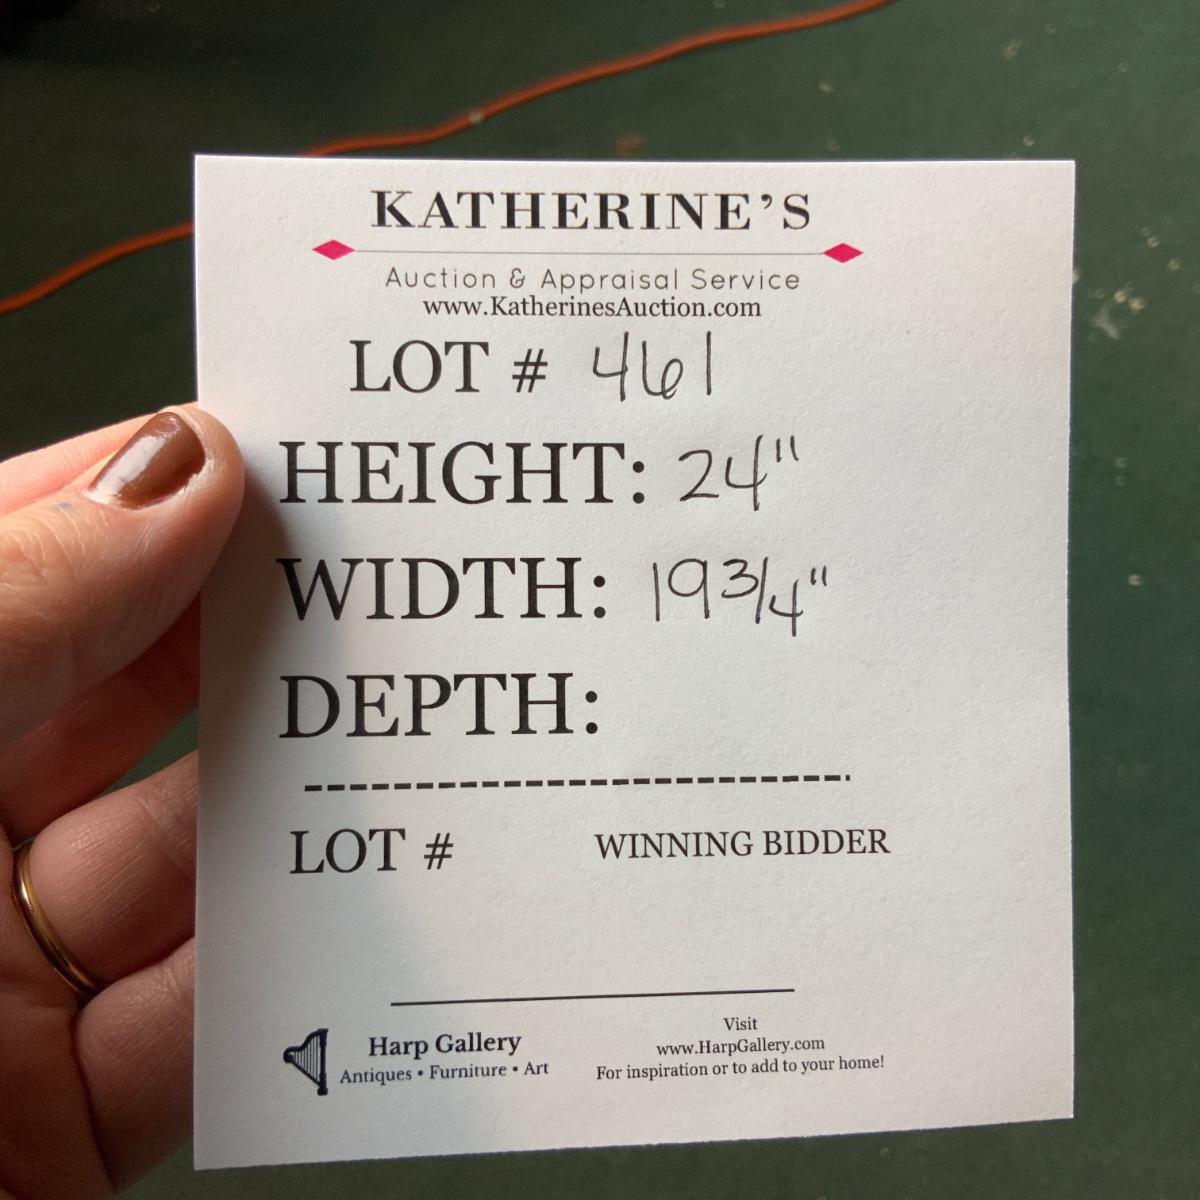 KATHERINE'S
Auction & Appraisal Service
www.KatherinesAuction.com
LOT # 461
HEIGHT: 24"
WIDTH: 19 3/4"
DEPTH:
LOT # WINNING BIDDER
Harp Gallery
Antiques • Furniture • Art
Visit
www.HarpGallery.com
For inspiration or to add to your home!